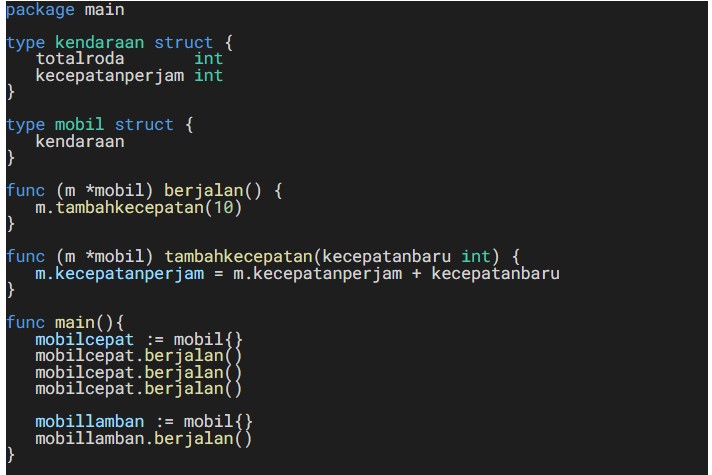 package main
type kendaraan struct {
totalroda int
kecepatanperjam int
}
type mobil struct {
kendaraan
}
func (m *mobil) berjalan() {
m.tambahkecepatan(10)
}
func (m *mobil) tambahkecepatan(kecepatanbaru int) {
m.kecepatanperjam = m.kecepatanperjam + kecepatanbaru
}
func main(){
mobilcepat := mobil{}
mobilcepat.berjalan()
mobilcepat.berjalan()
mobilcepat.berjalan()
mobillamban := mobil{}
mobillamban.berjalan()
}